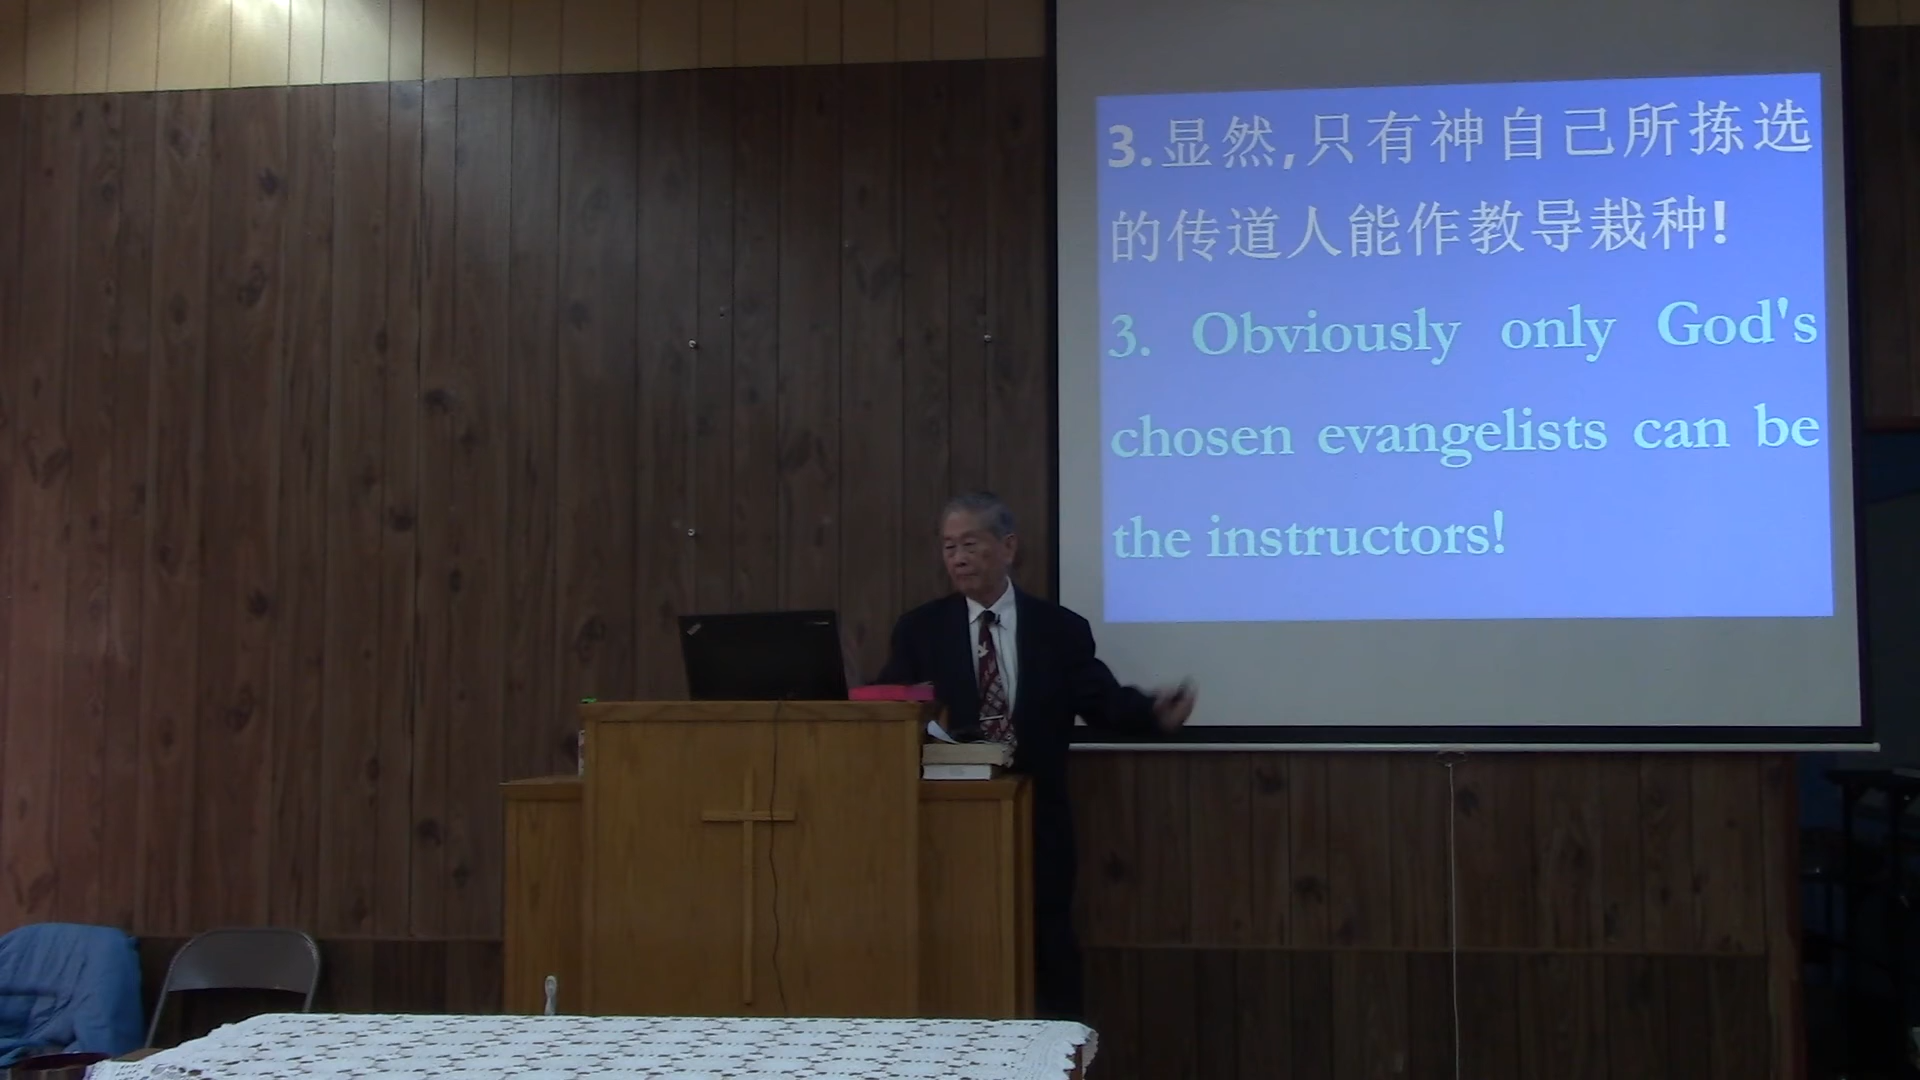 3.显然,只有神自己所拣选
的传道人能作教导栽种!
3. Obviously only God's
chosen evangelists can be
the instructors!